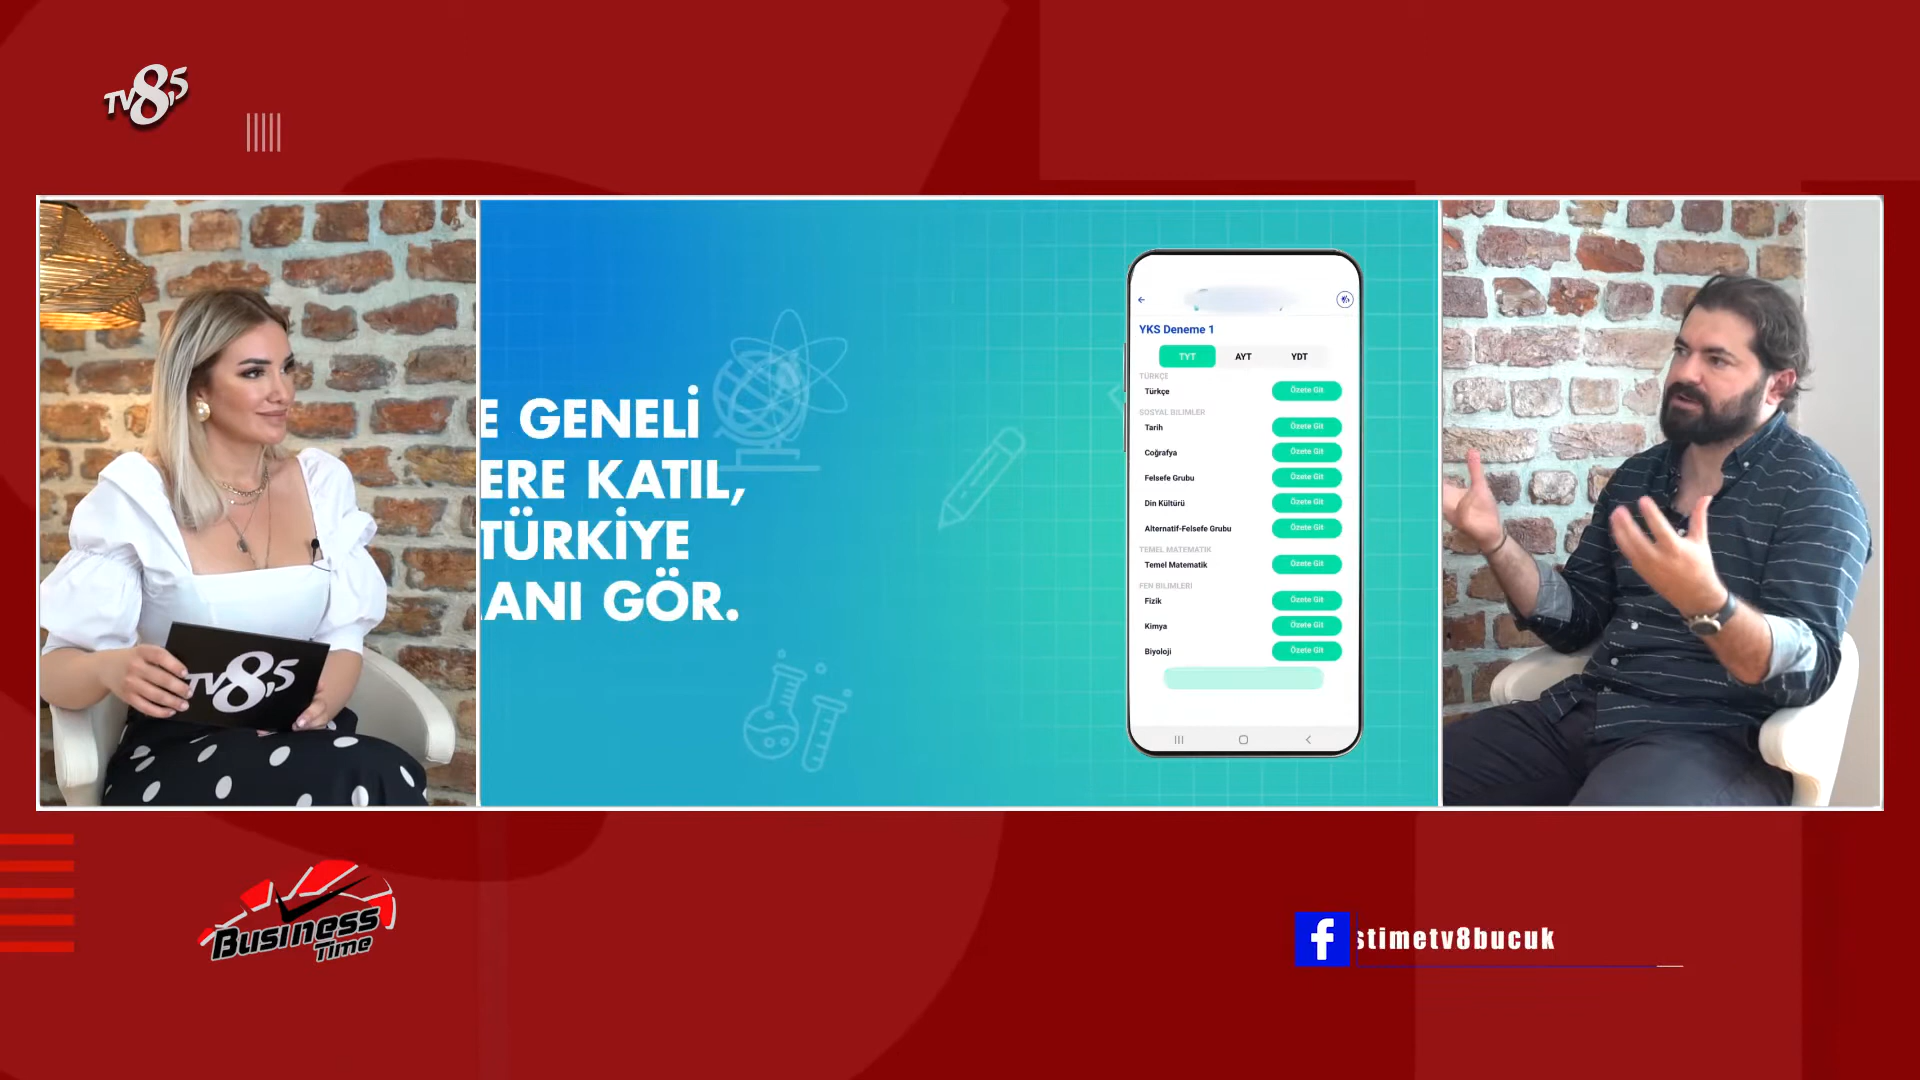 TV8,5
E GENELİ
ERE KATIL,
TÜRKİYE
ANI GÖR.
YKS Deneme 1
TYT AYT YDT
TÜRKÇE
Türkçe Özete Git
SOSYAL BİLİMLER
Tarih Özete Git
Coğrafya Özete Git
Felsefe Grubu Özete Git
Din Kültürü Özete Git
Alternatif-Felsefe Grubu Özete Git
TEMEL MATEMATİK
Temel Matematik Özete Git
FEN BİLİMLERİ
Fizik Özete Git
Kimya Özete Git
Biyoloji Özete Git
TV8,5
Business
Time
f stimetv8bucuk